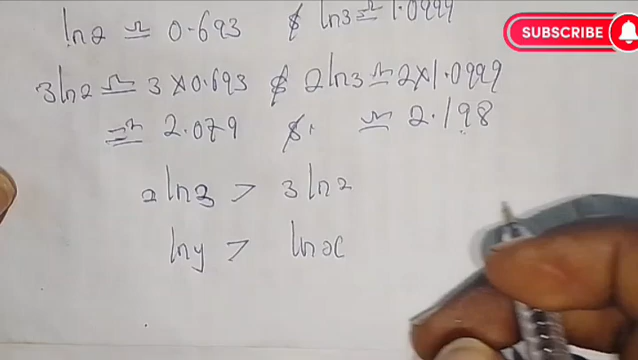 ln2 ≃ 0.693 & ln3 ≃ 1.0999
SUBSCRIBE
3ln2 ≃ 3×0.693 & 2ln3 ≃ 2×1.0999
≃ 2.079 & ≃ 2.198
2ln3 > 3ln2
lny > lnx